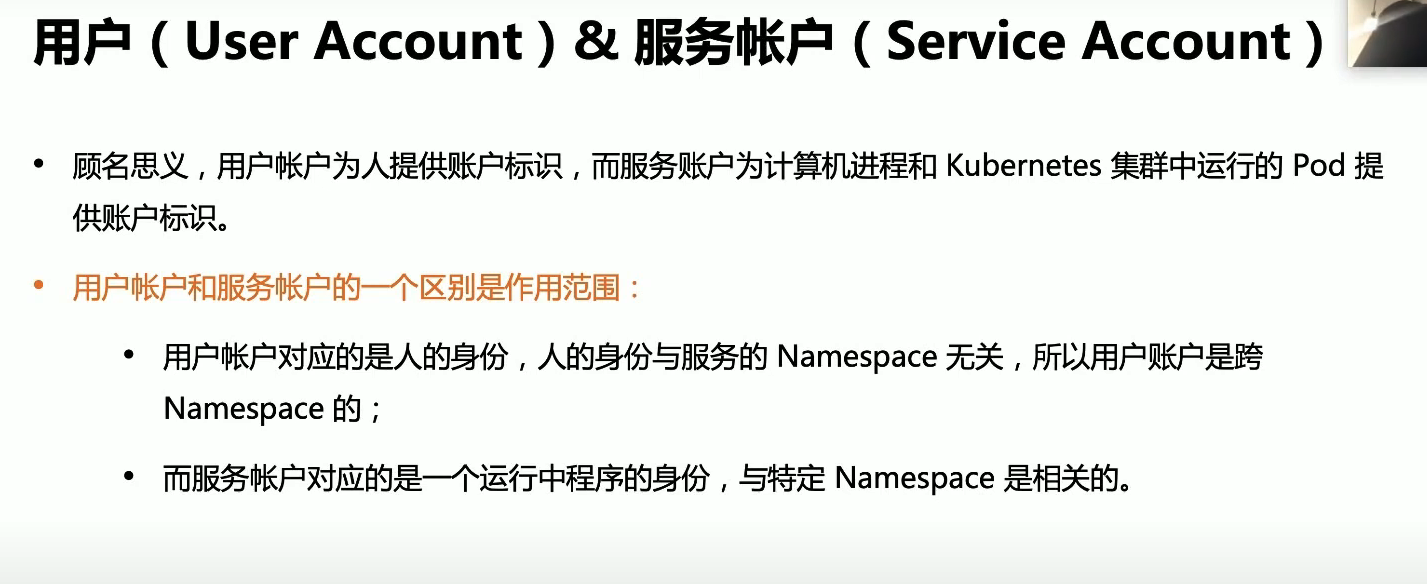 用户（User Account）& 服务帐户（Service Account）
• 顾名思义，用户帐户为人提供账户标识，而服务账户为计算机进程和 Kubernetes 集群中运行的 Pod 提
供账户标识。
• 用户帐户和服务帐户的一个区别是作用范围：
• 用户帐户对应的是人的身份，人的身份与服务的 Namespace 无关，所以用户账户是跨
Namespace 的；
• 而服务帐户对应的是一个运行中程序的身份，与特定 Namespace 是相关的。